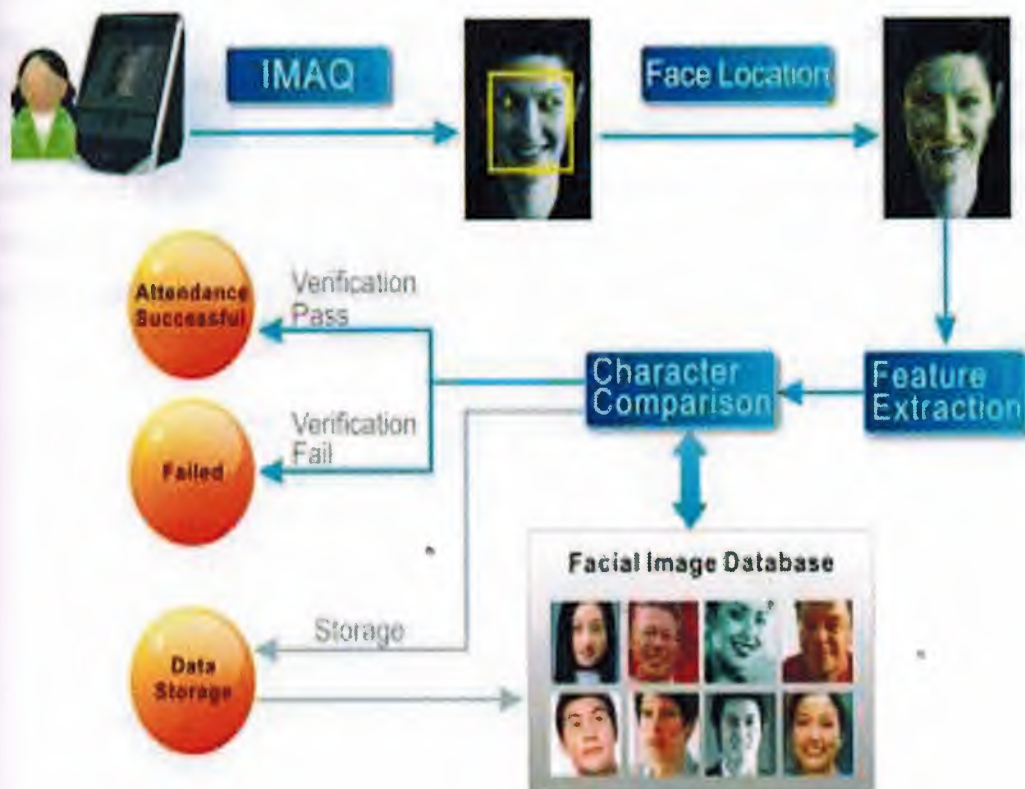 IMAQ
Face Location
Attendance
Successful
Verification
Pass
Character
Comparison
Feature
Extraction
Verification
Fail
Failed
Facial Image Database
Storage
Data
Storage